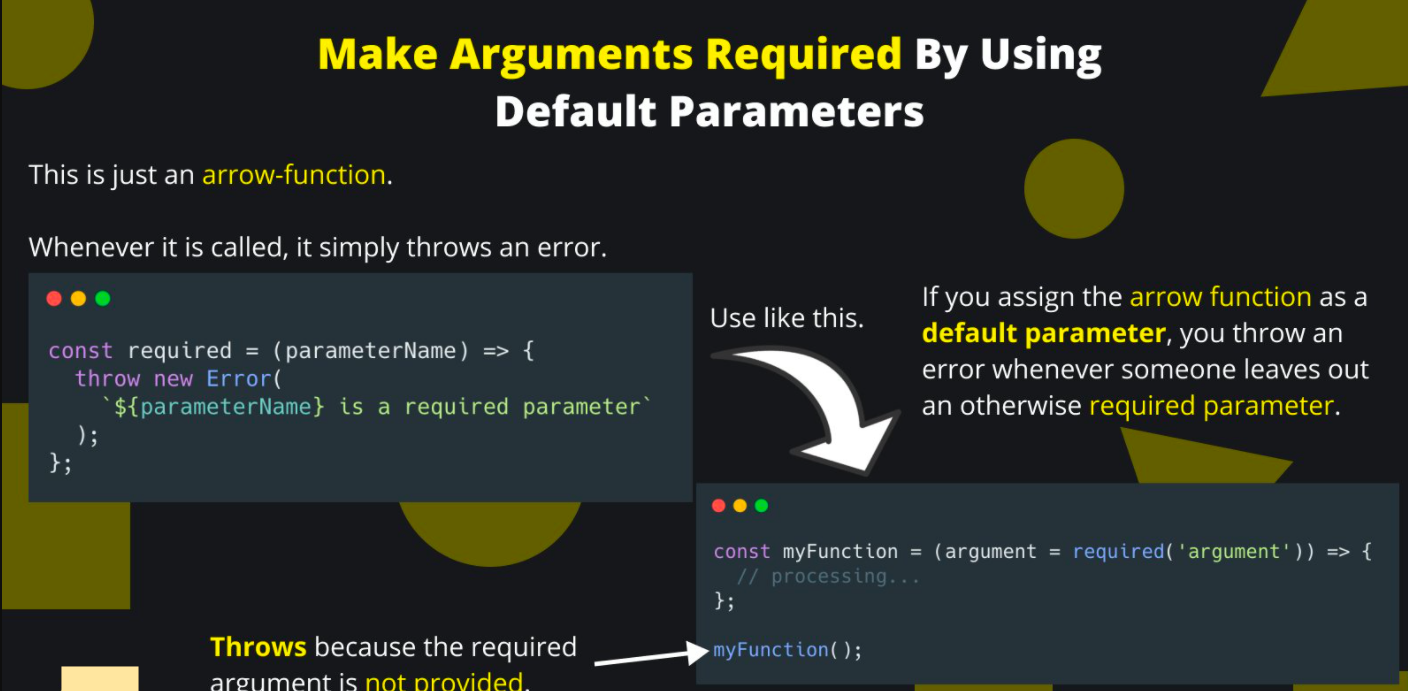 Make Arguments Required By Using
Default Parameters
This is just an arrow-function.
Whenever it is called, it simply throws an error.
const required = (parameterName) => {
  throw new Error(
    `${parameterName} is a required parameter`
  );
};
Use like this.
If you assign the arrow function as a
default parameter, you throw an
error whenever someone leaves out
an otherwise required parameter.
const myFunction = (argument = required('argument')) => {
  // processing...
};
myFunction();
Throws because the required
argument is not provided.